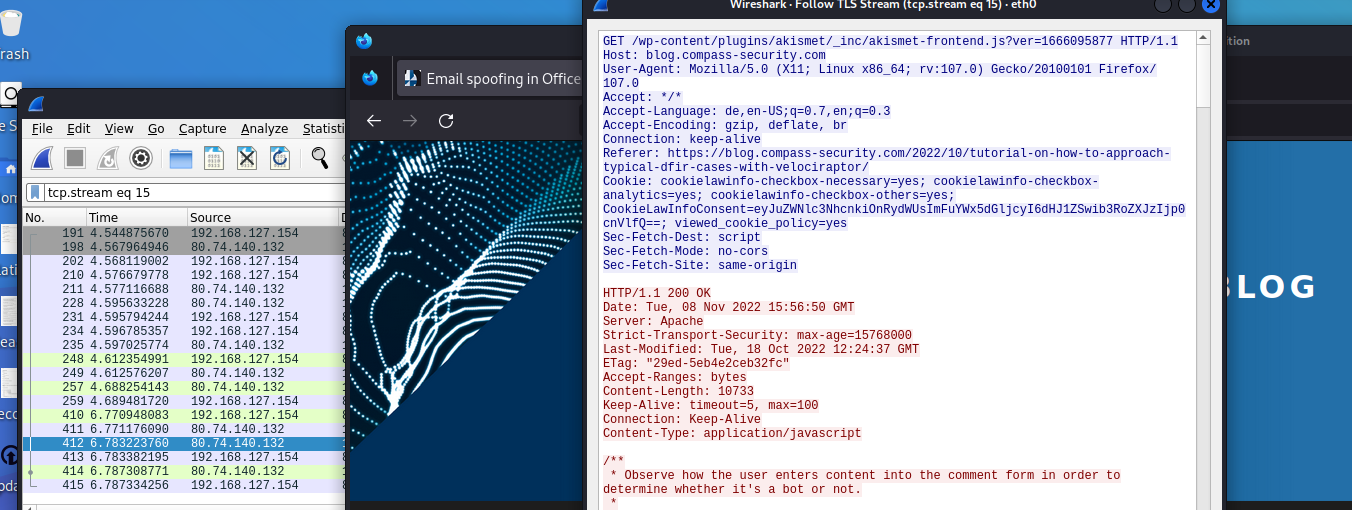 Wireshark · Follow TLS Stream (tcp.stream eq 15) · eth0
rash
Email spoofing in Office
File Edit View Go Capture Analyze Statisti
tcp.stream eq 15
No. Time Source
191 4.544875670 192.168.127.154
198 4.567964946 80.74.140.132
202 4.568119002 192.168.127.154
210 4.576679778 192.168.127.154
211 4.577116688 80.74.140.132
228 4.595633228 80.74.140.132
231 4.595794244 192.168.127.154
234 4.596785357 192.168.127.154
235 4.597025774 80.74.140.132
248 4.612354991 192.168.127.154
249 4.612576207 80.74.140.132
257 4.688254143 80.74.140.132
259 4.689481720 192.168.127.154
410 6.770948083 192.168.127.154
411 6.771176090 80.74.140.132
412 6.783223760 80.74.140.132
413 6.783382195 192.168.127.154
414 6.787308771 80.74.140.132
415 6.787334256 192.168.127.154
GET /wp-content/plugins/akismet/_inc/akismet-frontend.js?ver=1666095877 HTTP/1.1
Host: blog.compass-security.com
User-Agent: Mozilla/5.0 (X11; Linux x86_64; rv:107.0) Gecko/20100101 Firefox/
107.0
Accept: */*
Accept-Language: de,en-US;q=0.7,en;q=0.3
Accept-Encoding: gzip, deflate, br
Connection: keep-alive
Referer: https://blog.compass-security.com/2022/10/tutorial-on-how-to-approach-
typical-dfir-cases-with-velociraptor/
Cookie: cookielawinfo-checkbox-necessary=yes; cookielawinfo-checkbox-
analytics=yes; cookielawinfo-checkbox-others=yes;
CookieLawInfoConsent=eyJuZWNlc3NhcnkiOnRydWUsImFuYWx5dGljcyI6dHJ1ZSwib3RoZXJzIjp0
cnVlfQ==; viewed_cookie_policy=yes
Sec-Fetch-Dest: script
Sec-Fetch-Mode: no-cors
Sec-Fetch-Site: same-origin
HTTP/1.1 200 OK
Date: Tue, 08 Nov 2022 15:56:50 GMT
Server: Apache
Strict-Transport-Security: max-age=15768000
Last-Modified: Tue, 18 Oct 2022 12:24:37 GMT
ETag: "29ed-5eb4e2ceb32fc"
Accept-Ranges: bytes
Content-Length: 10733
Keep-Alive: timeout=5, max=100
Connection: Keep-Alive
Content-Type: application/javascript
/**
* Observe how the user enters content into the comment form in order to
determine whether it's a bot or not.
*
ition
BLOG